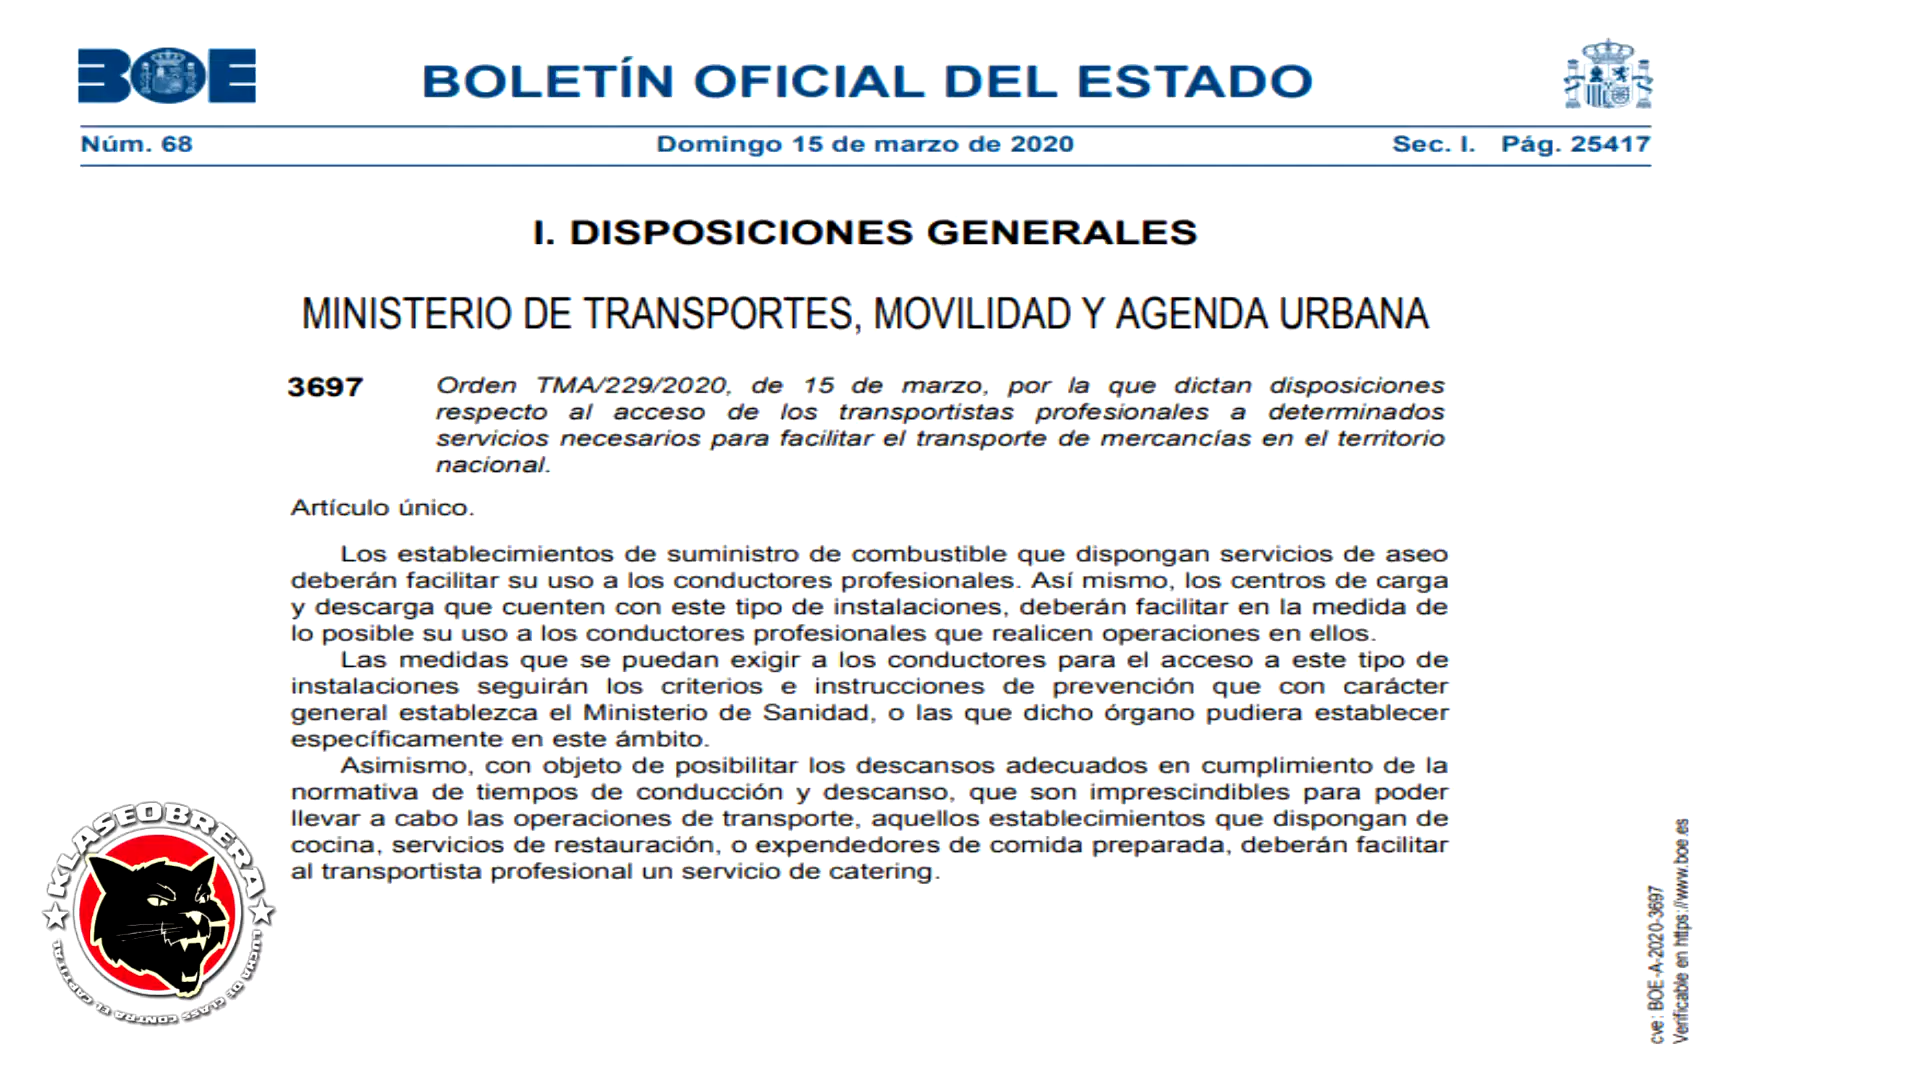 BOE
BOLETÍN OFICIAL DEL ESTADO
Núm. 68
Domingo 15 de marzo de 2020
Sec. I. Pág. 25417
I. DISPOSICIONES GENERALES
MINISTERIO DE TRANSPORTES, MOVILIDAD Y AGENDA URBANA
3697
Orden TMA/229/2020, de 15 de marzo, por la que dictan disposiciones
respecto al acceso de los transportistas profesionales a determinados
servicios necesarios para facilitar el transporte de mercancías en el territorio
nacional.
Artículo único.
Los establecimientos de suministro de combustible que dispongan servicios de aseo
deberán facilitar su uso a los conductores profesionales. Así mismo, los centros de carga
y descarga que cuenten con este tipo de instalaciones, deberán facilitar en la medida de
lo posible su uso a los conductores profesionales que realicen operaciones en ellos.
Las medidas que se puedan exigir a los conductores para el acceso a este tipo de
instalaciones seguirán los criterios e instrucciones de prevención que con carácter
general establezca el Ministerio de Sanidad, o las que dicho órgano pudiera establecer
específicamente en este ámbito.
Asimismo, con objeto de posibilitar los descansos adecuados en cumplimiento de la
normativa de tiempos de conducción y descanso, que son imprescindibles para poder
llevar a cabo las operaciones de transporte, aquellos establecimientos que dispongan de
cocina, servicios de restauración, o expendedores de comida preparada, deberán facilitar
al transportista profesional un servicio de catering.
KLASEOBRERA
LUCHA DE CLASS CONTRA EL CAPITAL
cve: BOE-A-2020-3697
Verificable en https://www.boe.es